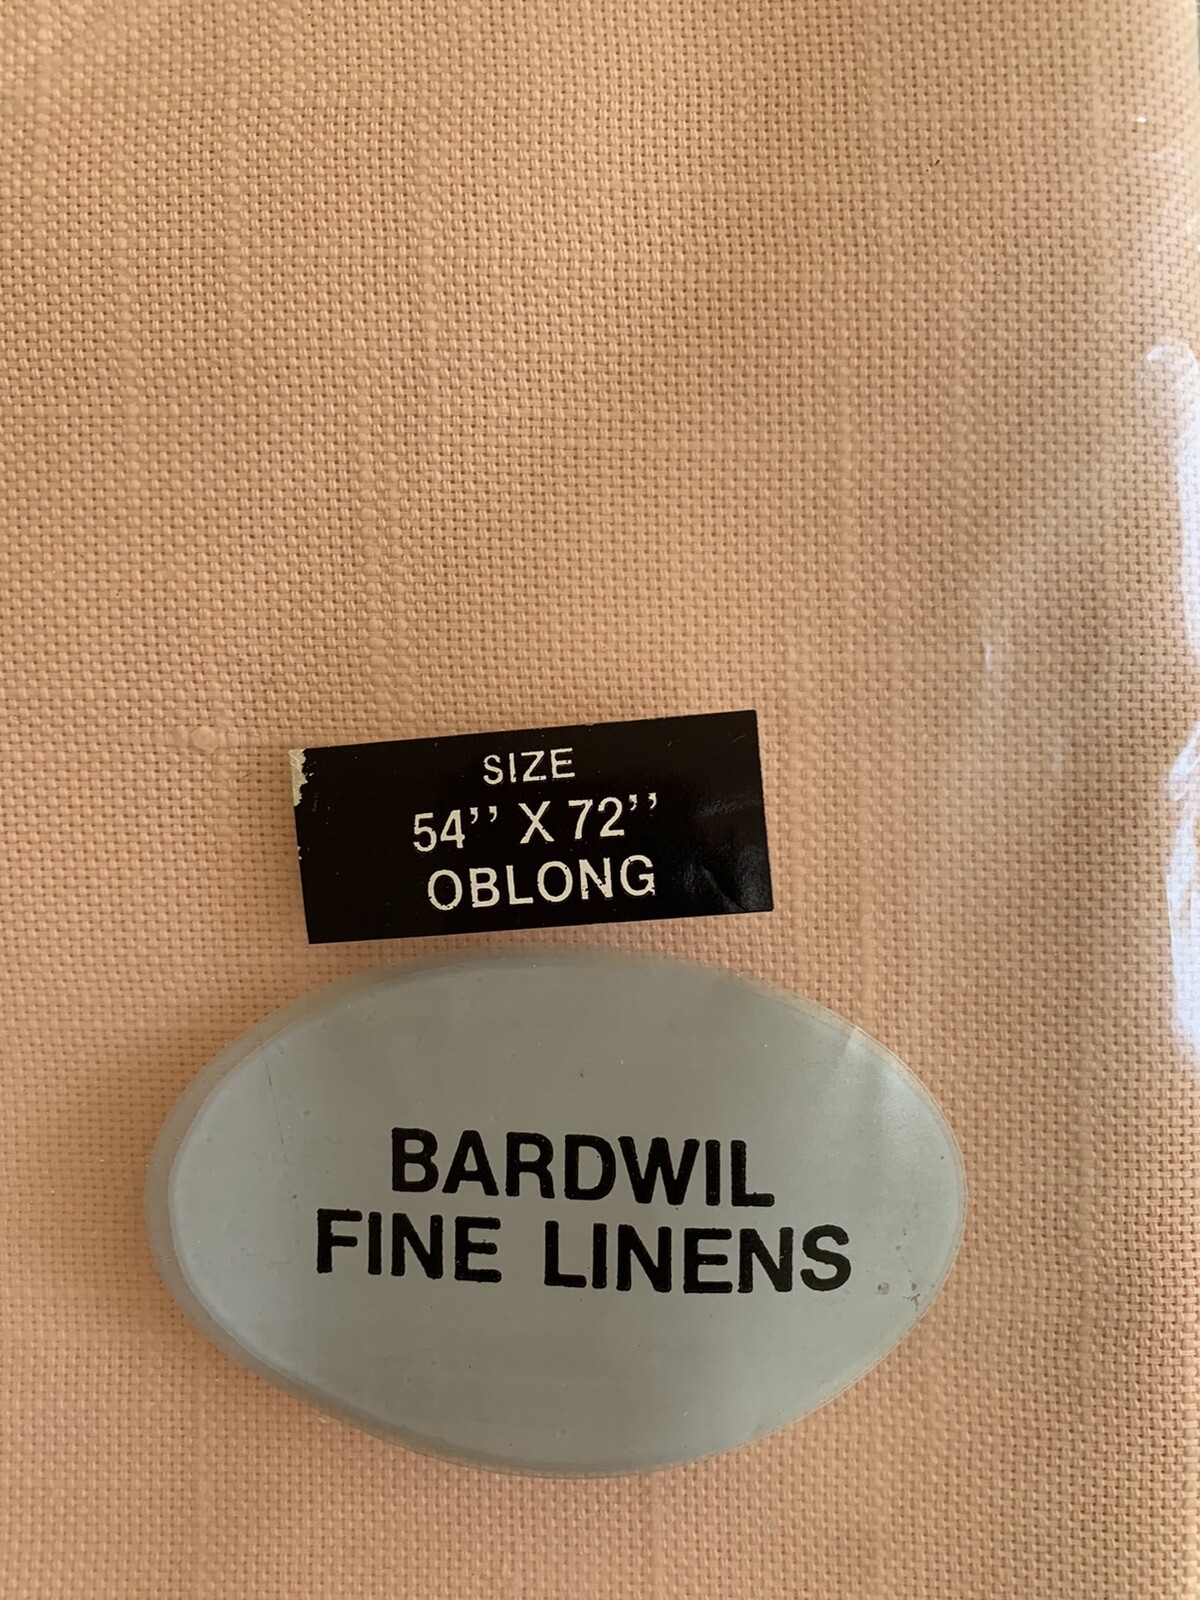 SIZE
54’’ X 72’’
OBLONG
BARDWIL
FINE LINENS